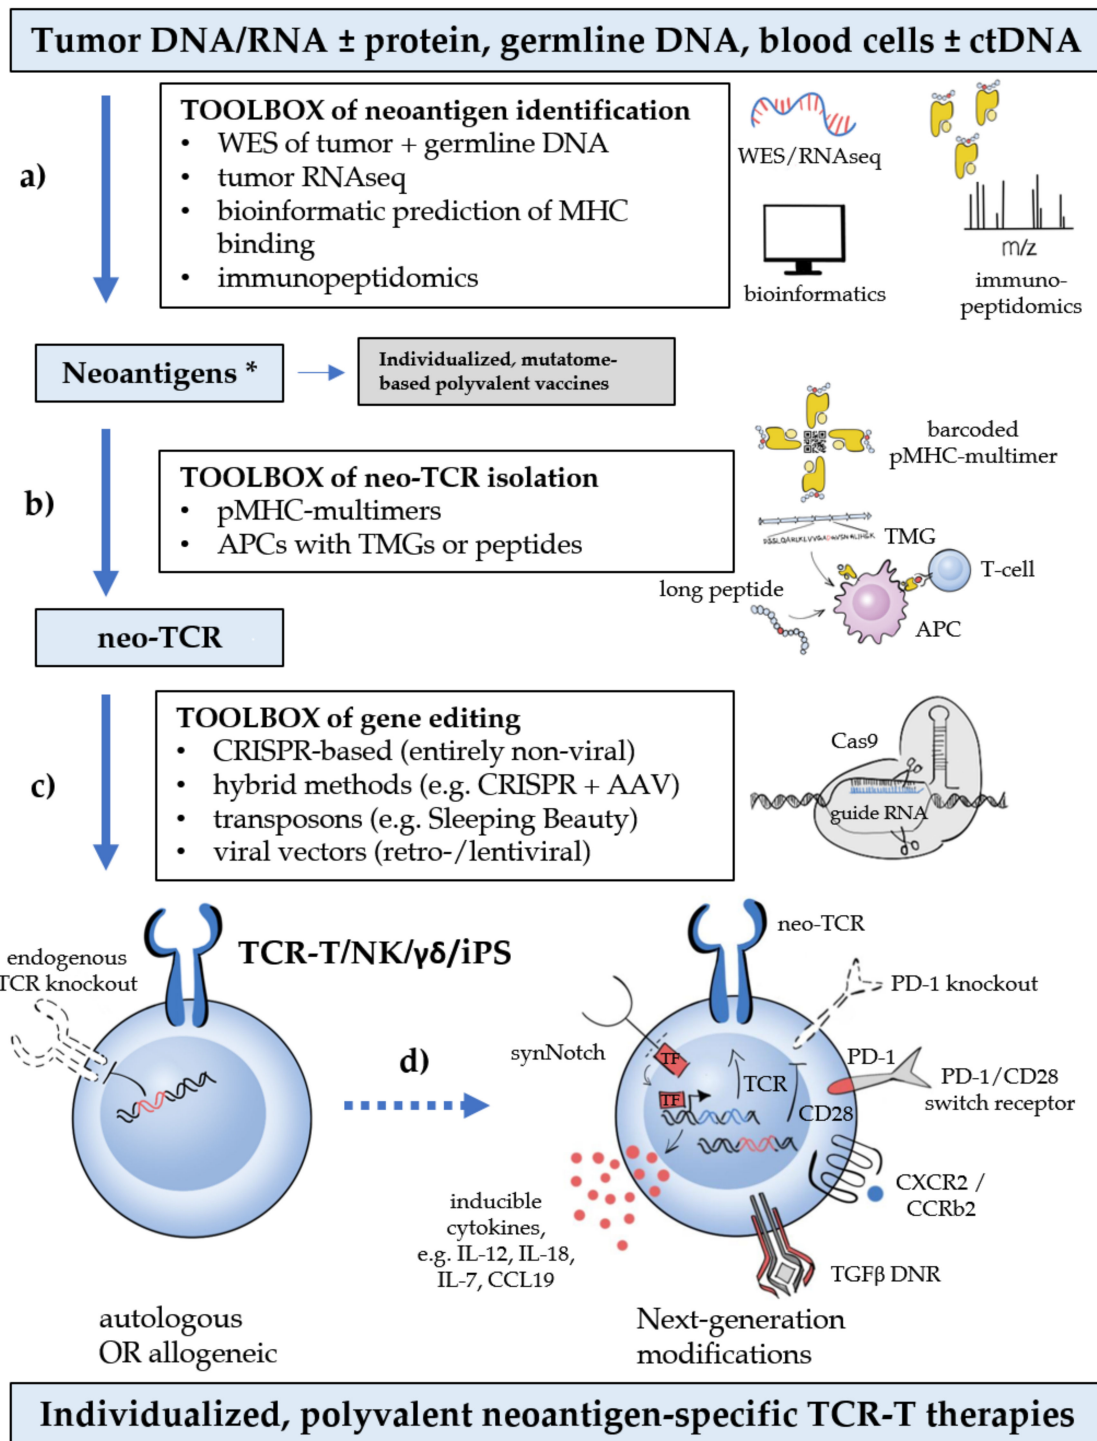 Tumor DNA/RNA ± protein, germline DNA, blood cells ± ctDNA
a)
TOOLBOX of neoantigen identification
• WES of tumor + germline DNA
• tumor RNAseq
• bioinformatic prediction of MHC
binding
• immunopeptidomics
WES/RNAseq
bioinformatics
m/z
immuno-
peptidomics
Neoantigens *
Individualized, mutatome-
based polyvalent vaccines
b)
TOOLBOX of neo-TCR isolation
• pMHC-multimers
• APCs with TMGs or peptides
barcoded
pMHC-multimer
TMG
T-cell
long peptide
APC
neo-TCR
c)
TOOLBOX of gene editing
• CRISPR-based (entirely non-viral)
• hybrid methods (e.g. CRISPR + AAV)
• transposons (e.g. Sleeping Beauty)
• viral vectors (retro-/lentiviral)
Cas9
guide RNA
endogenous
TCR knockout
TCR-T/NK/γδ/iPS
neo-TCR
PD-1 knockout
d)
synNotch
TF
TF
TCR
CD28
PD-1
PD-1/CD28
switch receptor
CXCR2 /
CCRb2
TGFβ DNR
inducible
cytokines,
e.g. IL-12, IL-18,
IL-7, CCL19
autologous
OR allogeneic
Next-generation
modifications
Individualized, polyvalent neoantigen-specific TCR-T therapies